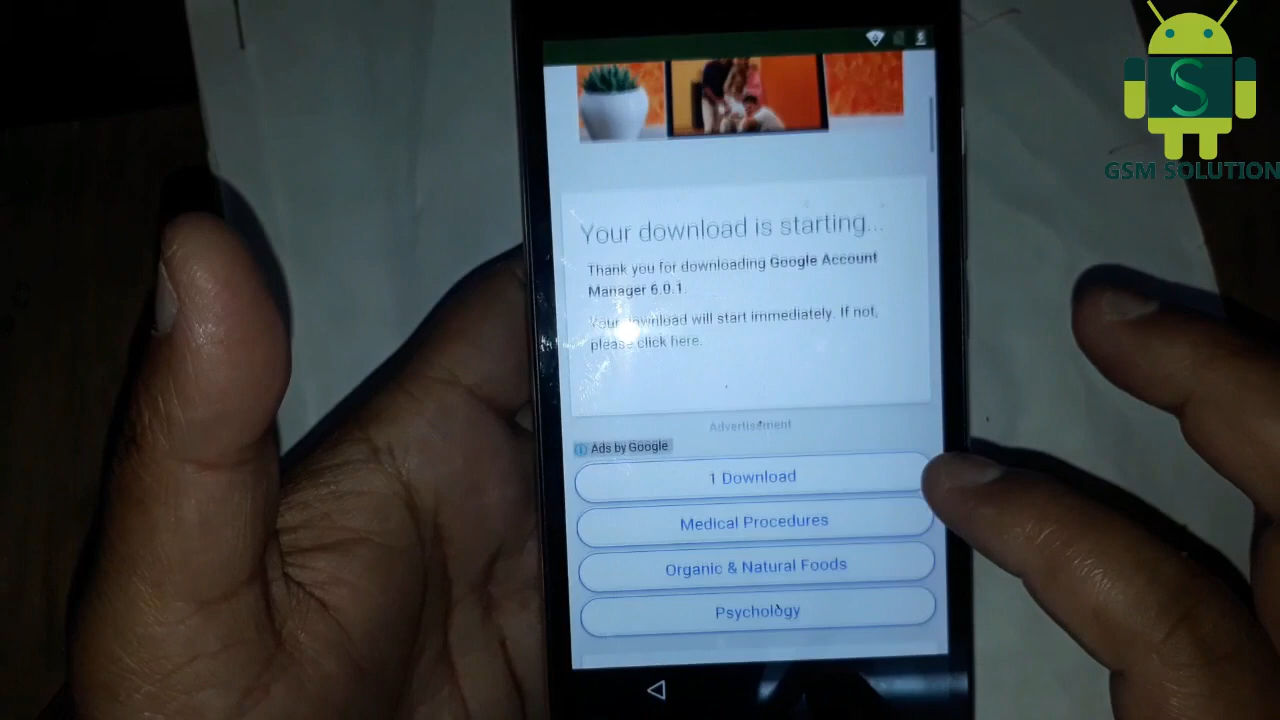 S
GSM SOLUTION
Your download is starting...
Thank you for downloading Google Account
Manager 6.0.1.
Your download will start immediately. If not,
please click here.
Advertisement
Ads by Google
1 Download
Medical Procedures
Organic & Natural Foods
Psychology